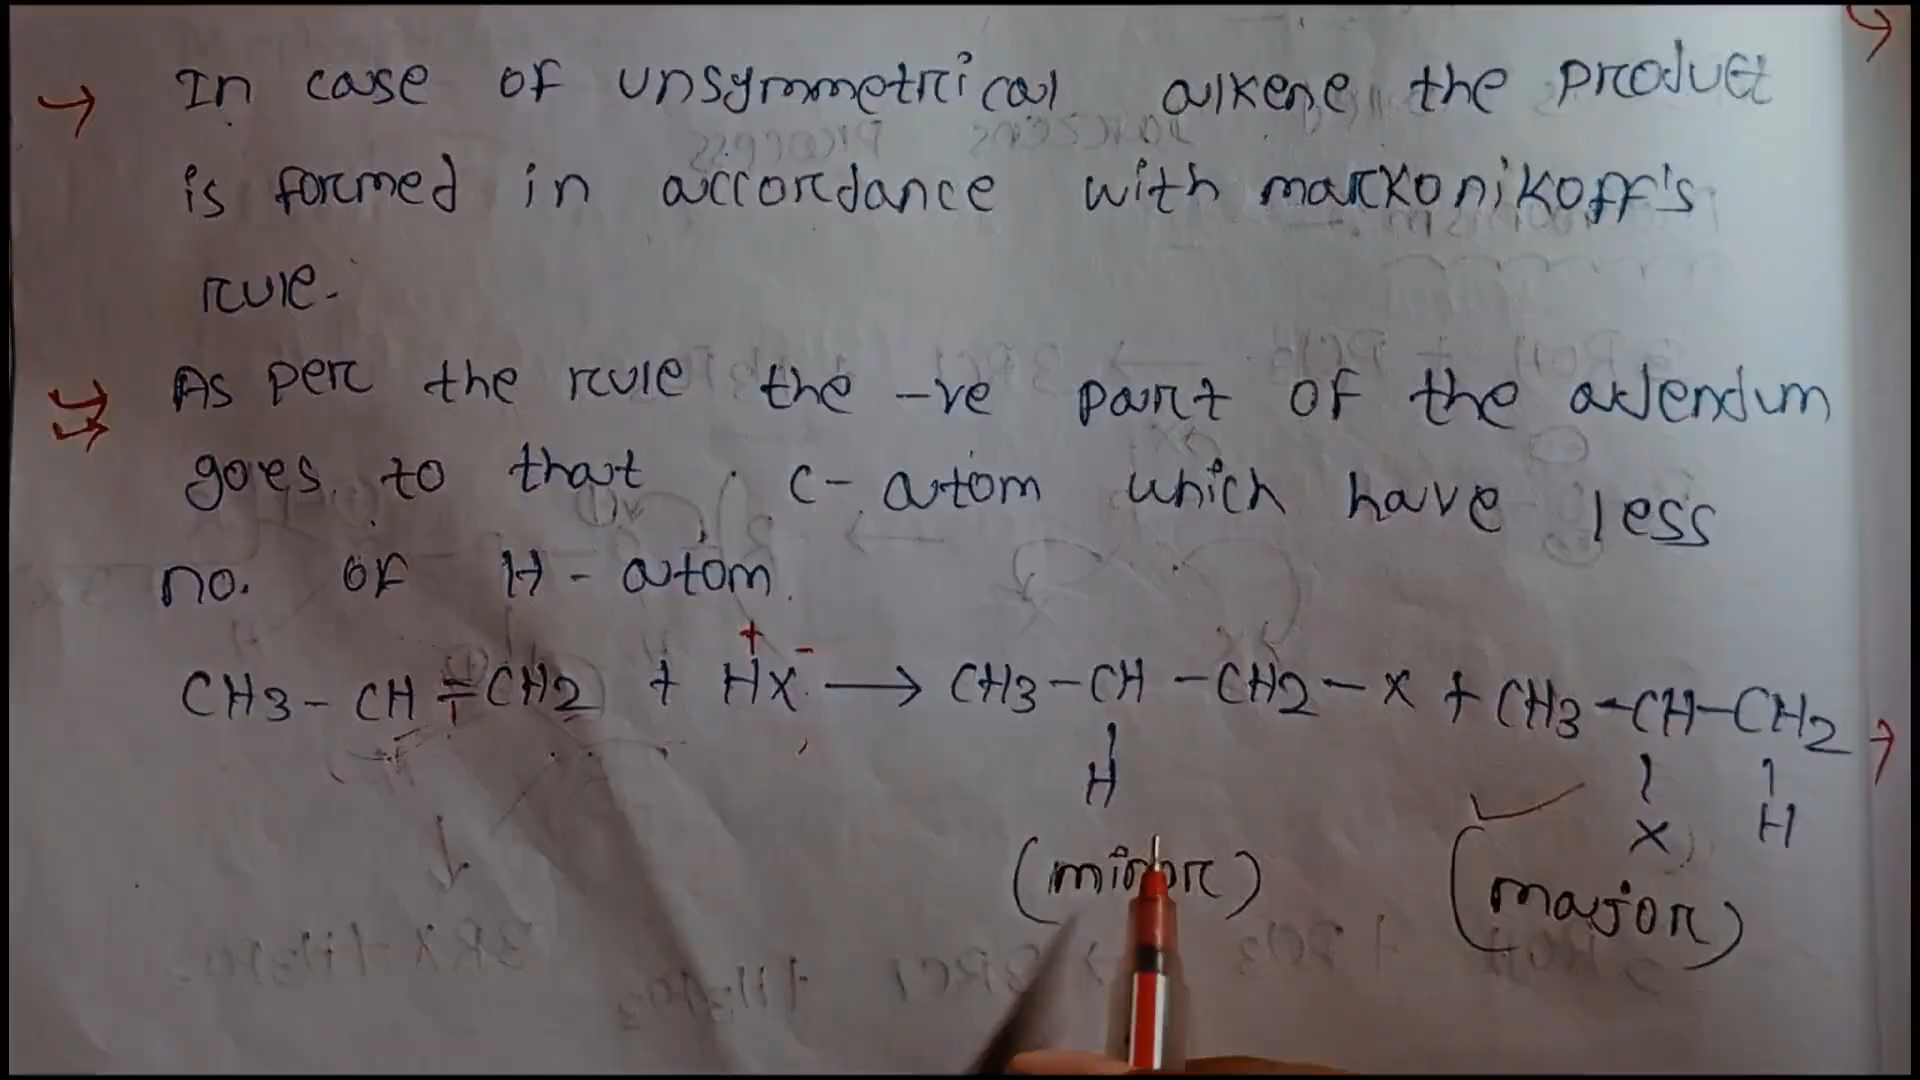 → In case of unsymmetrical alkene the product
is formed in accordance with markonikoff's
rule.
→ As per the rule the -ve part of the addendum
goes to that C- atom which have less
no. of H- atom.
CH3-CH=CH2 + H⁺X⁻ → CH3-CH-CH2-X + CH3-CH-CH2
H X H
(minor) (major)